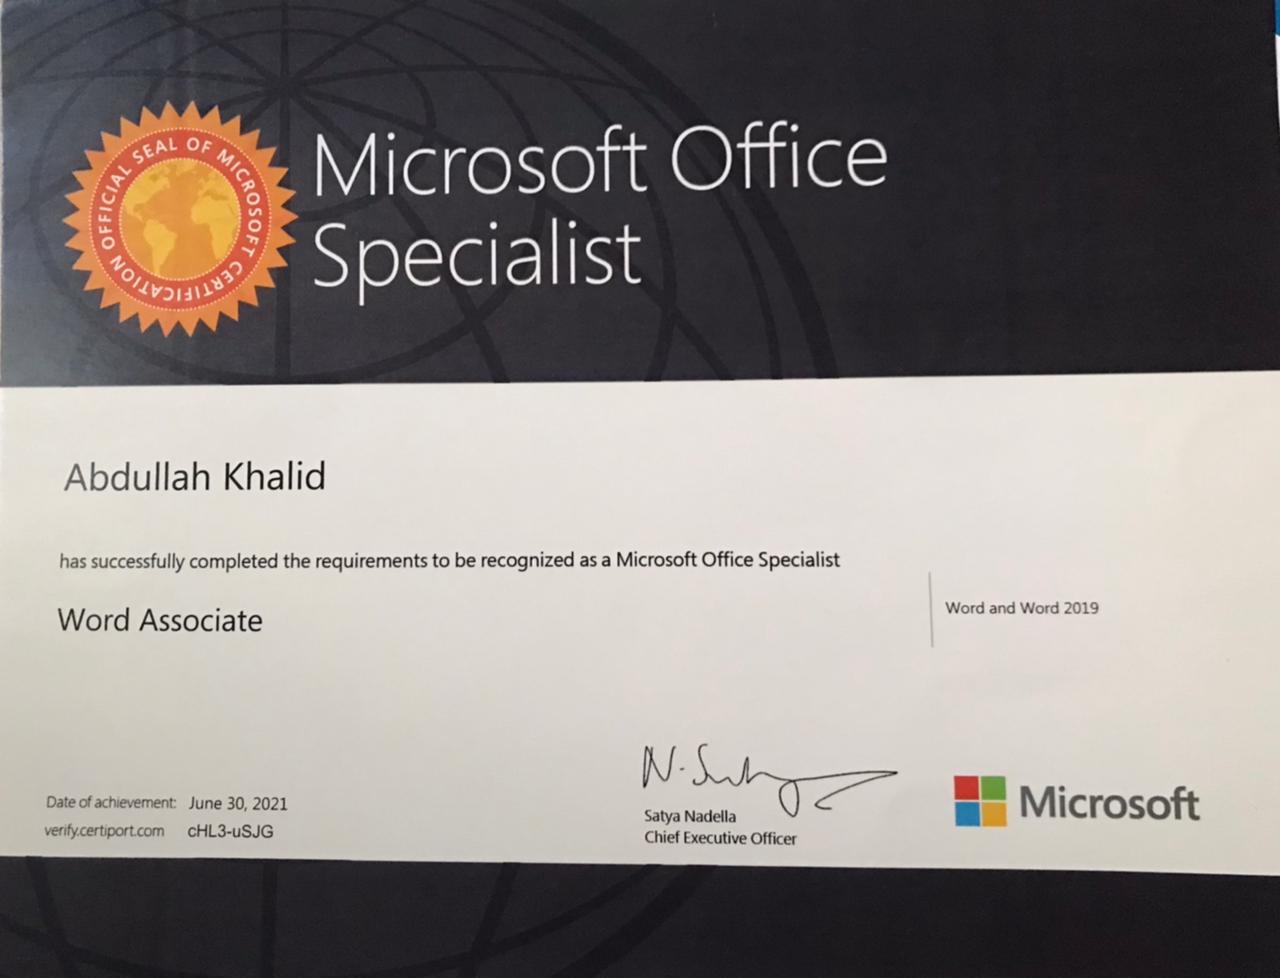 OFFICIAL SEAL OF MICROSOFT CERTIFICATION
Microsoft Office
Specialist
Abdullah Khalid
has successfully completed the requirements to be recognized as a Microsoft Office Specialist
Word Associate
Word and Word 2019
N. Satya
Date of achievement: June 30, 2021
verify.certiport.com cHL3-uSJG
Satya Nadella
Chief Executive Officer
Microsoft